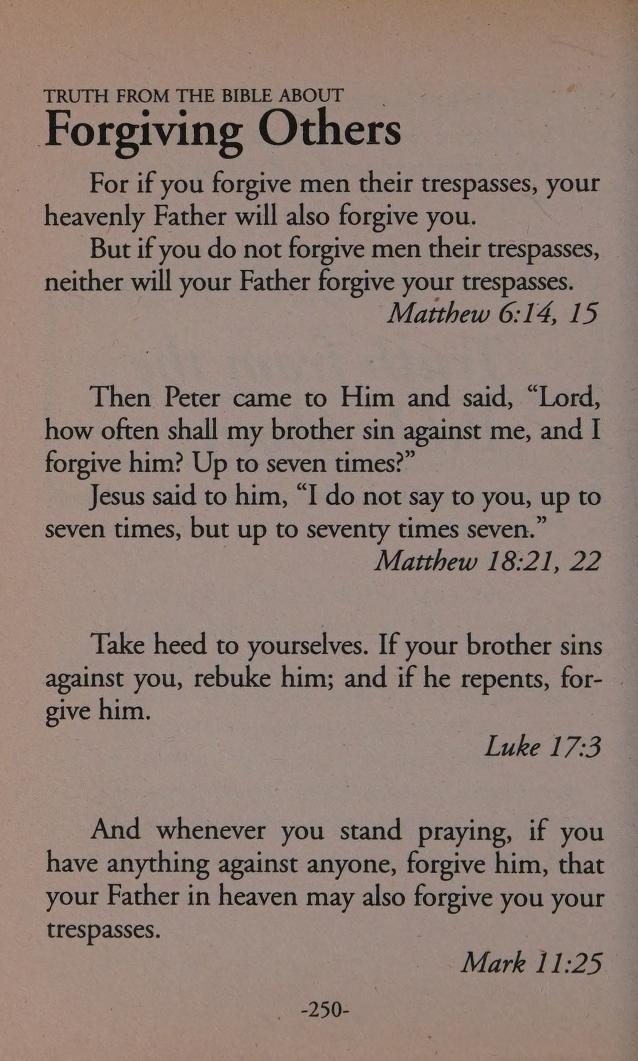 TRUTH FROM THE BIBLE ABOUT
Forgiving Others
For if you forgive men their trespasses, your
heavenly Father will also forgive you.
But if you do not forgive men their trespasses,
neither will your Father forgive your trespasses.
Matthew 6:14, 15
Then Peter came to Him and said, “Lord,
how often shall my brother sin against me, and I
forgive him? Up to seven times?”
Jesus said to him, “I do not say to you, up to
seven times, but up to seventy times seven.”
Matthew 18:21, 22
Take heed to yourselves. If your brother sins
against you, rebuke him; and if he repents, for-
give him.
Luke 17:3
And whenever you stand praying, if you
have anything against anyone, forgive him, that
your Father in heaven may also forgive you your
trespasses.
Mark 11:25
-250-